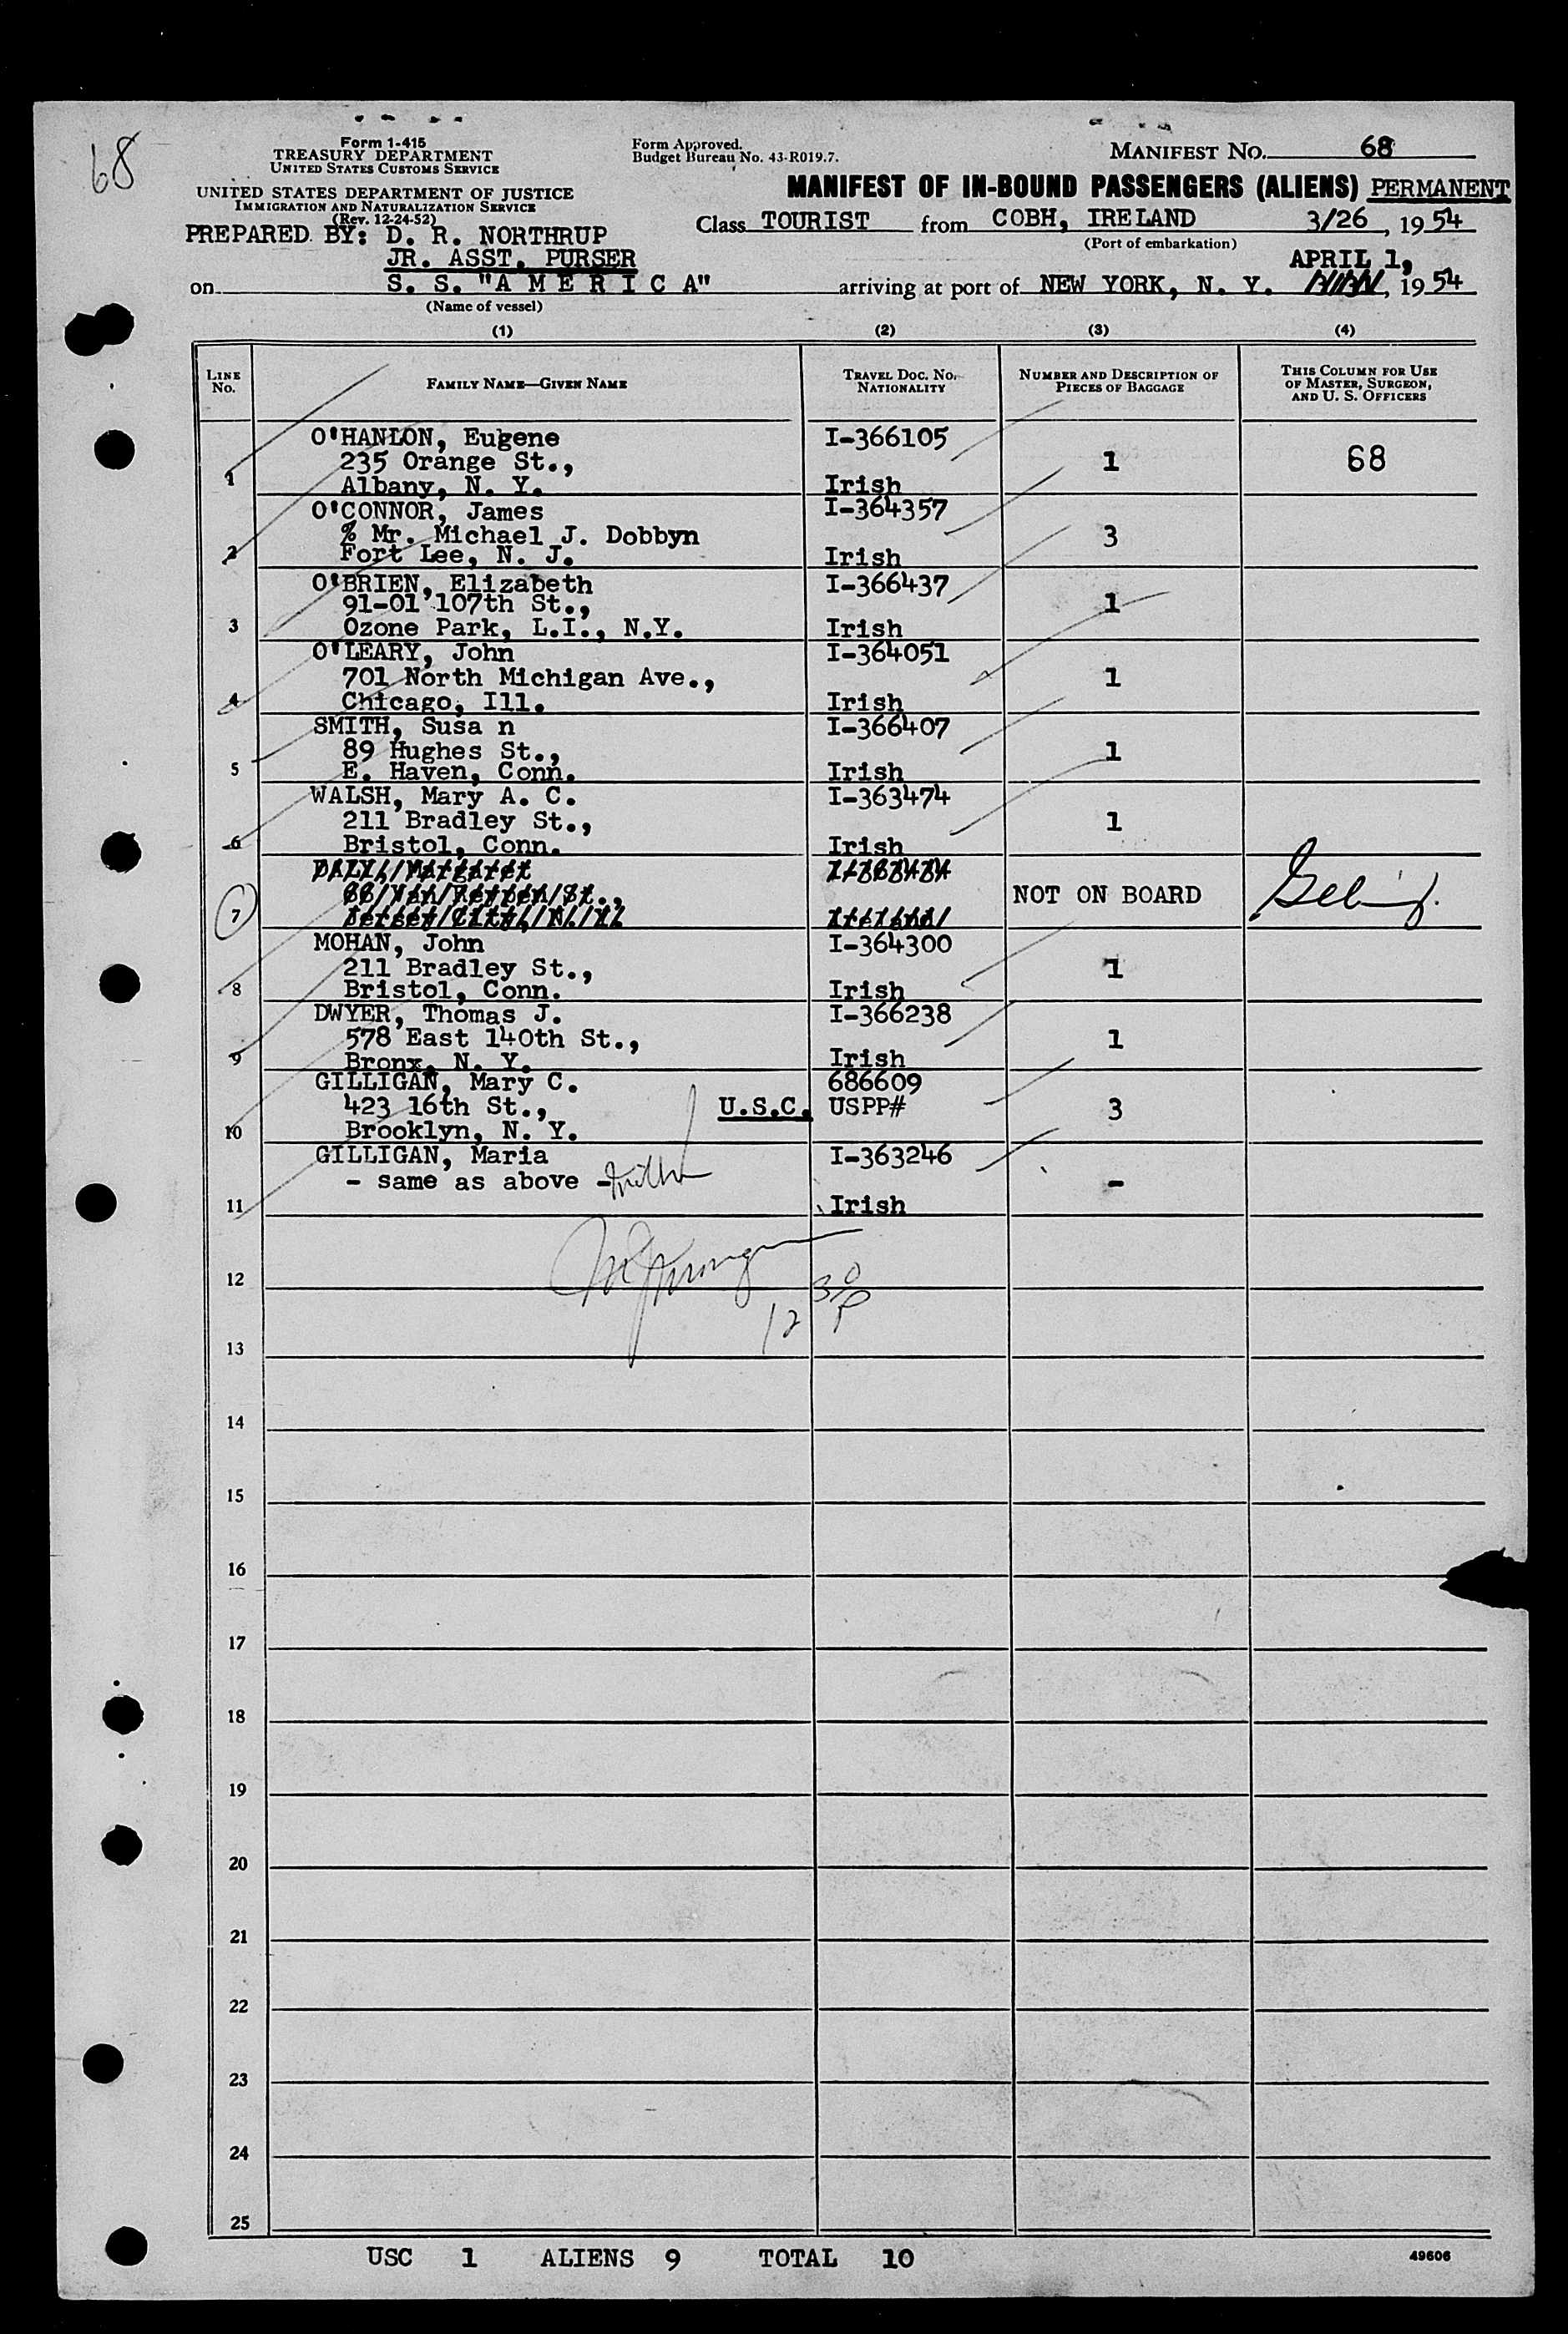 68
Form I-415
TREASURY DEPARTMENT
UNITED STATES CUSTOMS SERVICE
UNITED STATES DEPARTMENT OF JUSTICE
IMMIGRATION AND NATURALIZATION SERVICE
(Rev. 12-24-52)
PREPARED BY: D. R. NORTHRUP
JR. ASST. PURSER
Form Approved.
Budget Bureau No. 43-R019.7.
MANIFEST NO. 68
MANIFEST OF IN-BOUND PASSENGERS (ALIENS) PERMANENT
Class TOURIST from COBH, IRELAND 3/26, 1954
(Port of embarkation)
APRIL 1,
on S. S. "A M E R I C A" arriving at port of NEW YORK, N. Y. 1954
(Name of vessel)
(1) (2) (3) (4)
LINE NO.
FAMILY NAME—GIVEN NAME
TRAVEL DOC. NO.
NATIONALITY
NUMBER AND DESCRIPTION OF
PIECES OF BAGGAGE
THIS COLUMN FOR USE
OF MASTER, SURGEON,
AND U. S. OFFICERS
O'HANLON, Eugene I-366105
235 Orange St., 1 68
1 Albany, N. Y. Irish
O'CONNOR, James I-364357
% Mr. Michael J. Dobbyn 3
2 Fort Lee, N. J. Irish
O'BRIEN, Elizabeth I-366437
91-01 107th St., 1
3 Ozone Park, L.I., N.Y. Irish
O'LEARY, John I-364051
701 North Michigan Ave., 1
4 Chicago, Ill. Irish
SMITH, Susa n I-366407
89 Hughes St., 1
5 E. Haven, Conn. Irish
WALSH, Mary A. C. I-363474
211 Bradley St., 1
6 Bristol, Conn. Irish
DALY, Margaret
St., NOT ON BOARD
7 Jersey City, Ireland
MOHAN, John I-364300
211 Bradley St., 1
8 Bristol, Conn. Irish
DWYER, Thomas J. I-366238
578 East 140th St., 1
9 Bronx, N. Y. Irish
GILLIGAN, Mary C. 686609
423 16th St., U.S.C. USPP# 3
10 Brooklyn, N. Y.
GILLIGAN, Maria I-363246
- same as above - -
11 Irish
12
12 30/P
13
14
15
16
17
18
19
20
21
22
23
24
25
USC 1 ALIENS 9 TOTAL 10
49606